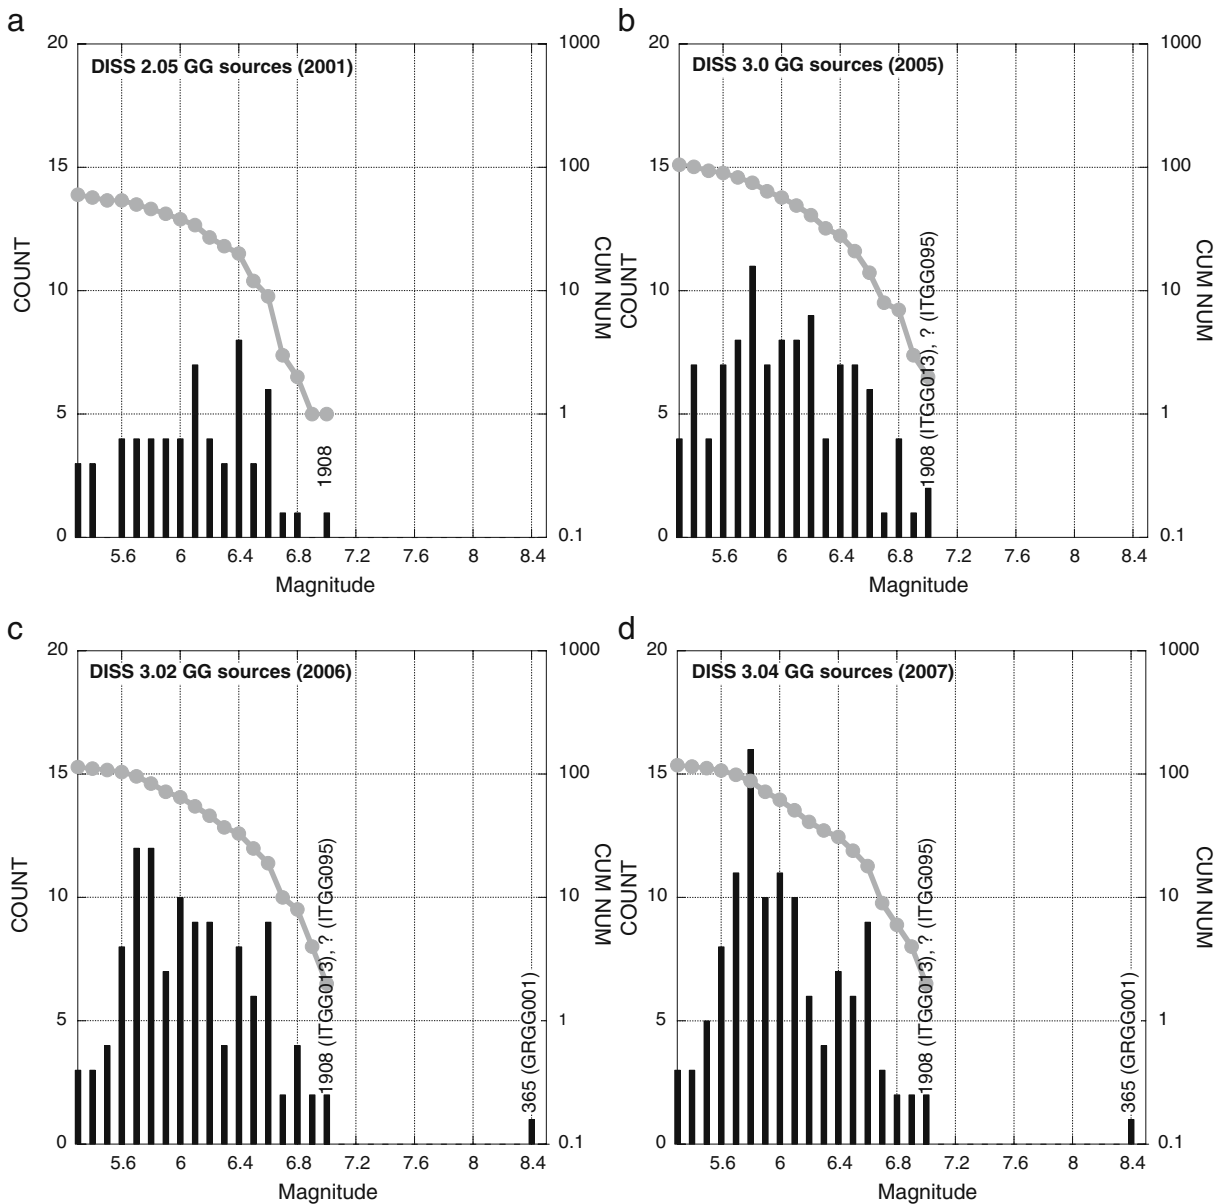 a
DISS 2.05 GG sources (2001)
20
15
10
5
0
1000
100
10
1
0.1
COUNT
CUM NUM
1908
5.6 6 6.4 6.8 7.2 7.6 8 8.4
Magnitude
b
DISS 3.0 GG sources (2005)
20
15
10
5
0
1000
100
10
1
0.1
COUNT
CUM NUM
1908 (ITGG013), ? (ITGG095)
5.6 6 6.4 6.8 7.2 7.6 8 8.4
Magnitude
c
DISS 3.02 GG sources (2006)
20
15
10
5
0
1000
100
10
1
0.1
COUNT
CUM NUM
1908 (ITGG013), ? (ITGG095)
365 (GRGG001)
5.6 6 6.4 6.8 7.2 7.6 8 8.4
Magnitude
d
DISS 3.04 GG sources (2007)
20
15
10
5
0
1000
100
10
1
0.1
COUNT
CUM NUM
1908 (ITGG013), ? (ITGG095)
365 (GRGG001)
5.6 6 6.4 6.8 7.2 7.6 8 8.4
Magnitude